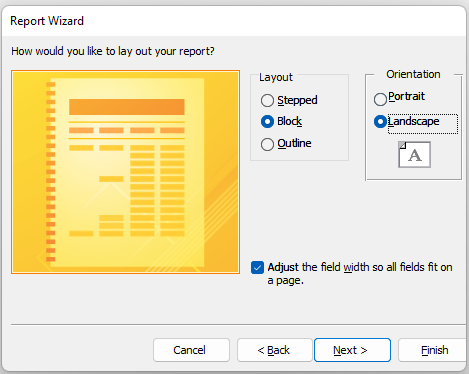 Report Wizard
How would you like to lay out your report?
Layout
Stepped
Block
Outline
Orientation
Portrait
Landscape
A
Adjust the field width so all fields fit on
a page.
Cancel
< Back
Next >
Finish